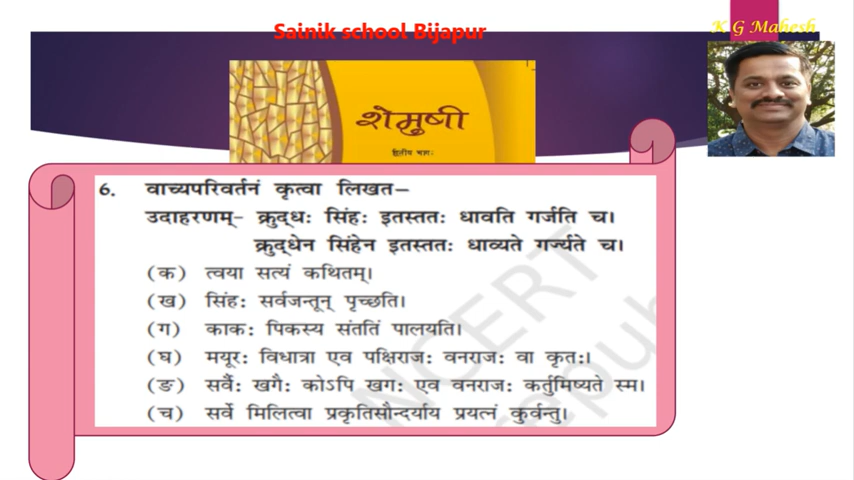 Sainik school Bijapur
K G Mahesh
शेमुषी
द्वितीय भागः
6. वाच्यपरिवर्तनं कृत्वा लिखत–
उदाहरणम्- क्रुद्धः सिंहः इतस्ततः धावति गर्जति च।
क्रुद्धेन सिंहेन इतस्ततः धाव्यते गर्ज्यते च।
(क) त्वया सत्यं कथितम्।
(ख) सिंहः सर्वजन्तून् पृच्छति।
(ग) काकः पिकस्य संततिं पालयति।
(घ) मयूरः विधात्रा एव पक्षिराजः वनराजः वा कृतः।
(ङ) सर्वैः खगैः कोऽपि खगः एव वनराजः कर्तुमिष्यते स्म।
(च) सर्वे मिलित्वा प्रकृतिसौन्दर्याय प्रयत्नं कुर्वन्तु।
NCERT
republ